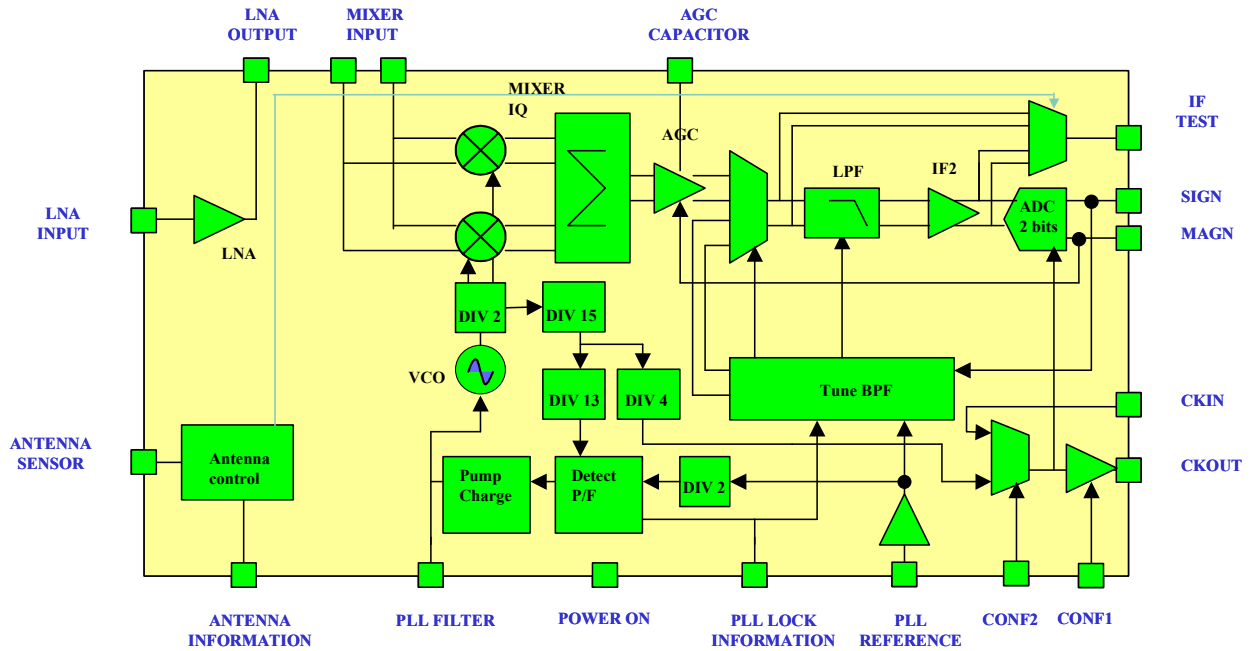 LNA
OUTPUT
MIXER
INPUT
AGC
CAPACITOR
MIXER
IQ
AGC
LPF
IF2
IF
TEST
ADC
2 bits
SIGN
MAGN
LNA
INPUT
LNA
DIV 2
DIV 15
VCO
DIV 13
DIV 4
Tune BPF
CKIN
CKOUT
ANTENNA
SENSOR
Antenna
control
Pump
Charge
Detect
P/F
DIV 2
ANTENNA
INFORMATION
PLL FILTER
POWER ON
PLL LOCK
INFORMATION
PLL
REFERENCE
CONF2
CONF1